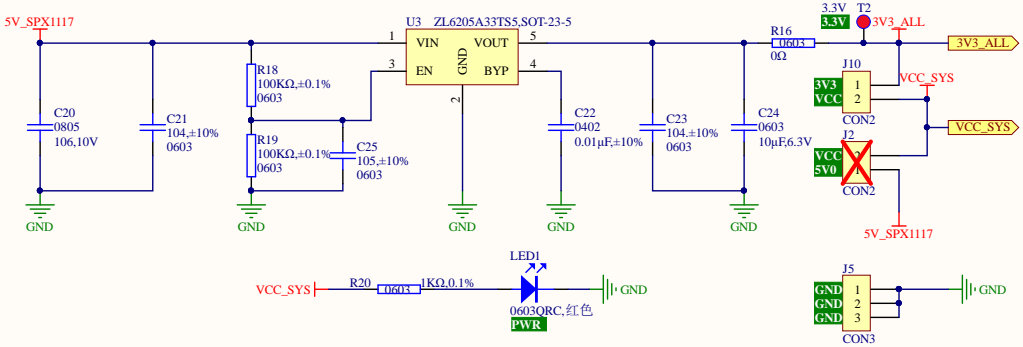 5V_SPX1117
C20
0805
106,10V
GND
C21
104,±10%
0603
R18
100KΩ,±0.1%
0603
R19
100KΩ,±0.1%
0603
C25
105,±10%
0603
GND
U3 ZL6205A33TS5,SOT-23-5
1
VIN
VOUT
5
3
EN
BYP
4
GND
2
GND
C22
0402
0.01μF,±10%
GND
C23
104.±10%
0603
C24
0603
10μF,6.3V
GND
R16
0603
0Ω
3.3V
3.3V
T2
3V3_ALL
3V3_ALL
J10
3V3
1
VCC
2
CON2
VCC_SYS
VCC_SYS
J2
VCC
2
5V0
1
CON2
5V_SPX1117
VCC_SYS
R20
0603
1KΩ,0.1%
LED1
0603QRC,红色
PWR
GND
J5
GND
1
GND
2
GND
3
CON3
GND